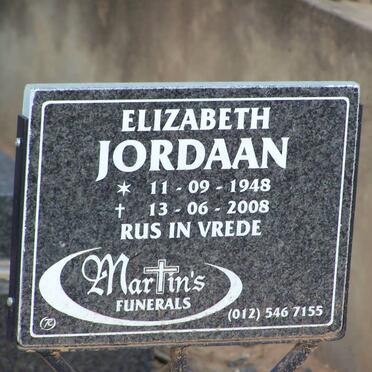 ELIZABETH
JORDAAN
* 11 - 09 - 1948
† 13 - 06 - 2008
RUS IN VREDE
Martin's
FUNERALS
(012) 546 7155